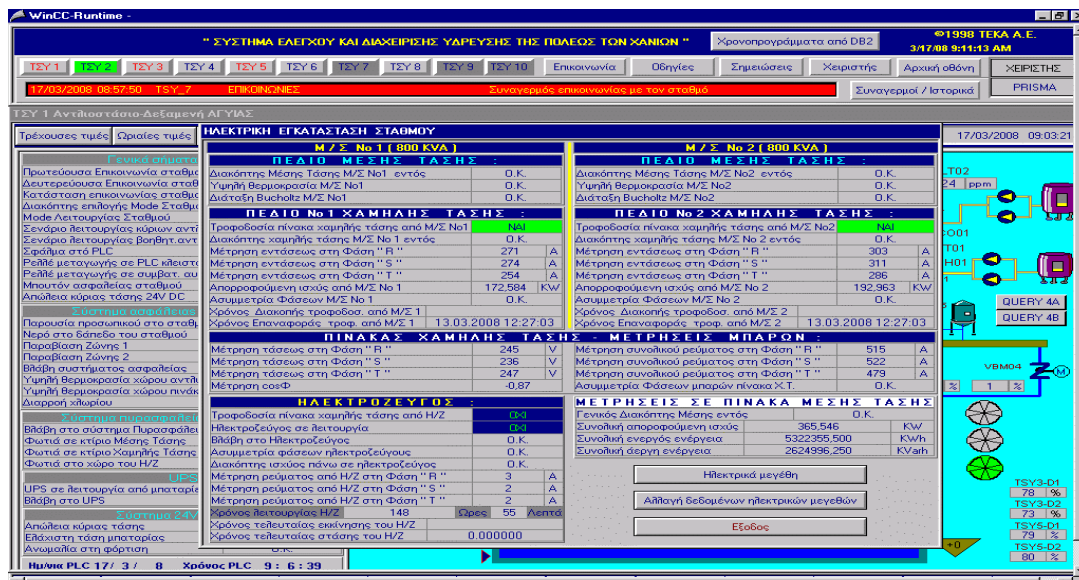 WinCC-Runtime -
" ΣΥΣΤΗΜΑ ΕΛΕΓΧΟΥ ΚΑΙ ΔΙΑΧΕΙΡΙΣΗΣ ΥΔΡΕΥΣΗΣ ΤΗΣ ΠΟΛΕΩΣ ΤΩΝ ΧΑΝΙΩΝ "
Χρονοπρογράμματα από DB2
©1998 TEKA A.E.
3/17/08 9:11:13 AM
ΤΣΥ 1 ΤΣΥ 2 ΤΣΥ 3 ΤΣΥ 4 ΤΣΥ 5 ΤΣΥ 6 ΤΣΥ 7 ΤΣΥ 8 ΤΣΥ 9 ΤΣΥ 10 Επικοινωνία Οδηγίες Σημειώσεις Χειριστής Αρχική οθόνη ΧΕΙΡΙΣΤΗΣ
17/03/2008 08:57:50 TSY_7 ΕΠΙΚΟΙΝΩΝΙΕΣ Συναγερμός επικοινωνίας με τον σταθμό Συναγερμοί / Ιστορικά PRISMA
ΤΣΥ 1 Αντλιοστάσιο-Δεξαμενή ΑΓΥΙΑΣ
Τρέχουσες τιμές Ωριαίες τιμές
17/03/2008 09:03:21
Γενικά σήματα
Πρωτεύουσα Επικοινωνία σταθμο
Δευτερεύουσα Επικοινωνία σταθ
Κατάσταση επικοινωνίας σταθμο
Διακόπτης επιλογής Mode Σταθμο
Mode Λειτουργίας Σταθμού
Σενάριο λειτουργίας κύριων αντλ
Σενάριο λειτουργίας βοηθητ.αντ
Σφάλμα στό PLC
Ρελλέ μεταγωγής σε PLC κλειστο
Ρελλέ μεταγωγής σε συμβατ. αυ
Μπουτόν ασφαλείας σταθμού
Απώλεια κύριας τάσης 24V DC
Σύστημα ασφάλειας
Παρουσία προσωπικού στο σταθμ
Νερό στο δάπεδο του σταθμού
Παραβίαση Ζώνης 1
Παραβίαση Ζώνης 2
Βλάβη συστήματος ασφαλείας
Υψηλή θερμοκρασία χώρου αντλι
Υψηλή θερμοκρασία χώρου πινάκ
Διαρροή χλωρίου
Σύστημα πυρασφάλει
Βλάβη στο σύστημα Πυρασφάλει
Φωτιά σε κτίριο Μέσης Τάσης
Φωτιά σε κτίριο Χαμηλής Τάσης
Φωτιά στο χώρο του Η/Ζ
UPS
UPS σε λειτουργία από μπαταρίε
Βλάβη στο UPS
Σύστημα 24V
Απώλεια κύριας τάσης
Ελάχιστη τάση μπαταρίας
Ανωμαλία στη φόρτιση Ο.Κ.
Ημ/νια PLC 17/ 3/ 8 Χρόνος PLC 9 : 6 : 39
ΗΛΕΚΤΡΙΚΗ ΕΓΚΑΤΑΣΤΑΣΗ ΣΤΑΘΜΟΥ
Μ / Σ No 1 ( 800 KVA )
ΠΕΔΙΟ ΜΕΣΗΣ ΤΑΣΗΣ :
Διακόπτης Μέσης Τάσης Μ/Σ Νο1 εντός Ο.Κ.
Υψηλή θερμοκρασία Μ/Σ Νο1 Ο.Κ.
Διάταξη Bucholtz Μ/Σ Νο1 Ο.Κ.
ΠΕΔΙΟ Νο1 ΧΑΜΗΛΗΣ ΤΑΣΗΣ :
Τροφοδοσία πίνακα χαμηλής τάσης από Μ/Σ Νο1 ΝΑΙ
Διακόπτης χαμηλής τάσης Μ/Σ Νο 1 εντός Ο.Κ.
Μέτρηση εντάσεως στη Φάση " R " 271 A
Μέτρηση εντάσεως στη Φάση " S " 274 A
Μέτρηση εντάσεως στη Φάση " T " 254 A
Απορροφούμενη ισχύς από Μ/Σ Νο 1 172,584 KW
Ασυμμετρία Φάσεων Μ/Σ Νο 1 Ο.Κ.
Χρόνος Διακοπής τροφοδοσ. από Μ/Σ 1
Χρόνος Επαναφοράς τροφ. από Μ/Σ 1 13.03.2008 12:27:03
Μ / Σ No 2 ( 800 KVA )
ΠΕΔΙΟ ΜΕΣΗΣ ΤΑΣΗΣ :
Διακόπτης Μέσης Τάσης Μ/Σ Νο2 εντός Ο.Κ.
Υψηλή θερμοκρασία Μ/Σ Νο2 Ο.Κ.
Διάταξη Bucholtz Μ/Σ Νο2 Ο.Κ.
ΠΕΔΙΟ Νο 2 ΧΑΜΗΛΗΣ ΤΑΣΗΣ :
Τροφοδοσία πίνακα χαμηλής τάσης από Μ/Σ Νο2 ΝΑΙ
Διακόπτης χαμηλής τάσης Μ/Σ Νο 2 εντός Ο.Κ.
Μέτρηση εντάσεως στη Φάση " R " 303 A
Μέτρηση εντάσεως στη Φάση " S " 311 A
Μέτρηση εντάσεως στη Φάση " T " 286 A
Απορροφούμενη ισχύς από Μ/Σ Νο 2 192,963 KW
Ασυμμετρία Φάσεων Μ/Σ Νο 2 Ο.Κ.
Χρόνος Διακοπής τροφοδοσ. από Μ/Σ 2
Χρόνος Επαναφοράς τροφ. από Μ/Σ 2 13.03.2008 12:27:03
ΠΙΝΑΚΑΣ ΧΑΜΗΛΗΣ ΤΑΣΗΣ - ΜΕΤΡΗΣΕΙΣ ΜΠΑΡΩΝ :
Μέτρηση τάσεως στη Φάση " R " 245 V
Μέτρηση τάσεως στη Φάση " S " 236 V
Μέτρηση τάσεως στη Φάση " T " 247 V
Μέτρηση cosΦ -0,87
Μέτρηση συνολικού ρεύματος στη Φάση " R " 515 A
Μέτρηση συνολικού ρεύματος στη Φάση " S " 522 A
Μέτρηση συνολικού ρεύματος στη Φάση " T " 479 A
Ασυμμετρία Φάσεων μπαρών πίνακα Χ.Τ. Ο.Κ.
ΗΛΕΚΤΡΟΖΕΥΓΟΣ :
Τροφοδοσία πίνακα χαμηλής τάσης από Η/Ζ ΟΧΙ
Ηλεκτροζεύγος σε λειτουργία ΟΧΙ
Βλάβη στο Ηλεκτροζεύγος Ο.Κ.
Ασυμμετρία φάσεων ηλεκτροζεύγους Ο.Κ.
Διακόπτης ισχύος πάνω σε ηλεκτροζεύγος Ο.Κ.
Μέτρηση ρεύματος από Η/Ζ στη Φάση " R " 3 A
Μέτρηση ρεύματος από Η/Ζ στη Φάση " S " 2 A
Μέτρηση ρεύματος από Η/Ζ στη Φάση " T " 2 A
Χρόνος λειτουργίας Η/Ζ 148 Ώρες 55 Λεπτά
Χρόνος τελευταίας εκκίνησης του Η/Ζ
Χρόνος τελευταίας στάσης του Η/Ζ 0.000000
ΜΕΤΡΗΣΕΙΣ ΣΕ ΠΙΝΑΚΑ ΜΕΣΗΣ ΤΑΣΗΣ
Γενικός Διακόπτης Μέσης εντός Ο.Κ.
Συνολική αποροφούμενη ισχύς 365,546 KW
Συνολική ενεργός ενέργεια 5322355,500 KWh
Συνολική άεργη ενέργεια 2624996,250 KVarh
Ηλεκτρικά μεγέθη
Αλλαγή δεδομένων ηλεκτρικών μεγεθών
Εξοδος
LT02
24 ppm
CO01
T01
H01
QUERY 4A
QUERY 4B
VBM04
M
% 1 %
TSY3-D1
78 %
TSY3-D2
73 %
TSY5-D1
79 %
TSY5-D2
80 %
+0